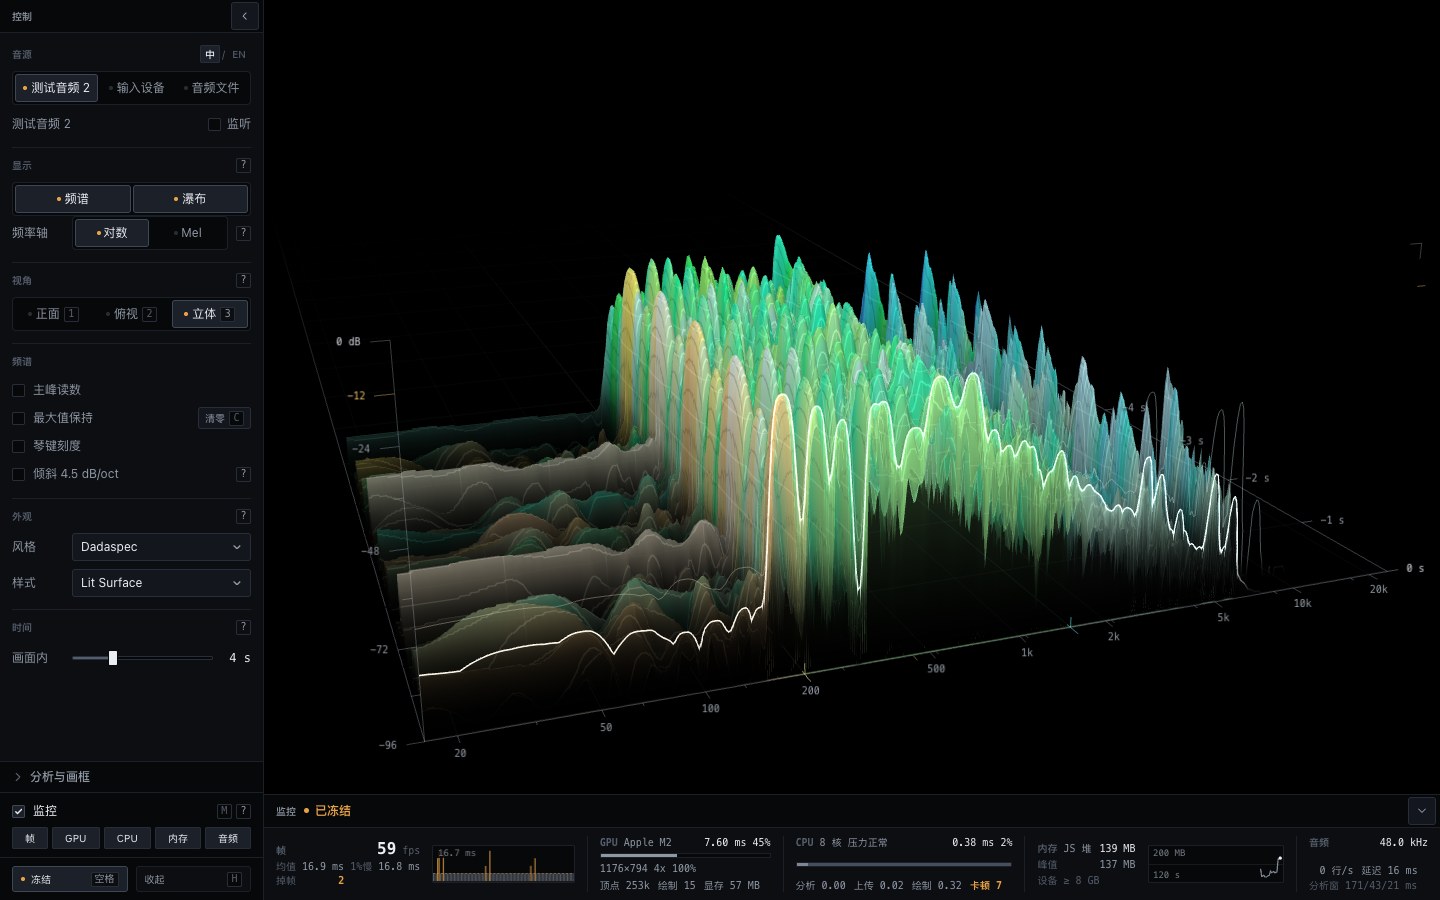 控制
音源 中 / EN
测试音频 2 输入设备 音频文件
测试音频 2 监听
显示 ?
频谱 瀑布
频率轴 对数 Mel ?
视角 ?
正面 1 俯视 2 立体 3
频谱
主峰读数
最大值保持 清零 C
琴键刻度
倾斜 4.5 dB/oct ?
外观 ?
风格 Dadaspec
样式 Lit Surface
时间 ?
画面内 4 s
分析与画框
监控 M ?
帧 GPU CPU 内存 音频
冻结 空格 收起 H
0 dB
-12
-24
-48
-72
-96
20
50
100
200
500
1k
2k
5k
10k
20k
-4 s
-3 s
-2 s
-1 s
0 s
监控 已冻结
帧 59 fps
均值 16.9 ms 1%慢 16.8 ms
掉帧 2
16.7 ms
GPU Apple M2 7.60 ms 45%
1176×794 4x 100%
顶点 253k 绘制 15 显存 57 MB
CPU 8 核 压力正常 0.38 ms 2%
分析 0.00 上传 0.02 绘制 0.32 卡顿 7
内存 JS 堆 139 MB
峰值 137 MB
设备 ≥ 8 GB
200 MB
120 s
音频 48.0 kHz
0 行/s 延迟 16 ms
分析窗 171/43/21 ms